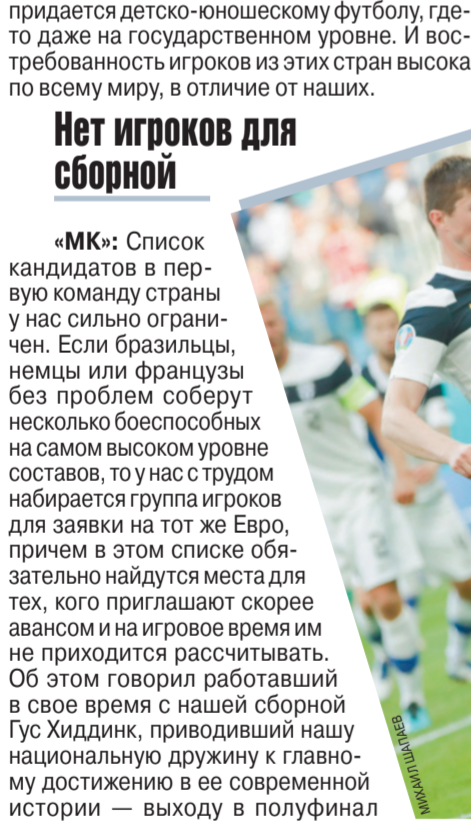 придается детско-юношескому футболу, где-
то даже на государственном уровне. И вос-
требованность игроков из этих стран высока
по всему миру, в отличие от наших.
Нет игроков для
сборной
«МК»: Список
кандидатов в пер-
вую команду страны
у нас сильно ограни-
чен. Если бразильцы,
немцы или французы
без проблем соберут
несколько боеспособных
на самом высоком уровне
составов, то у нас с трудом
набирается группа игроков
для заявки на тот же Евро,
причем в этом списке обя-
зательно найдутся места для
тех, кого приглашают скорее
авансом и на игровое время им
не приходится рассчитывать.
Об этом говорил работавший
в свое время с нашей сборной
Гус Хиддинк, приводивший нашу
национальную дружину к главно-
му достижению в ее современной
истории — выходу в полуфинал
МИХАИЛ ШАПАЕВ